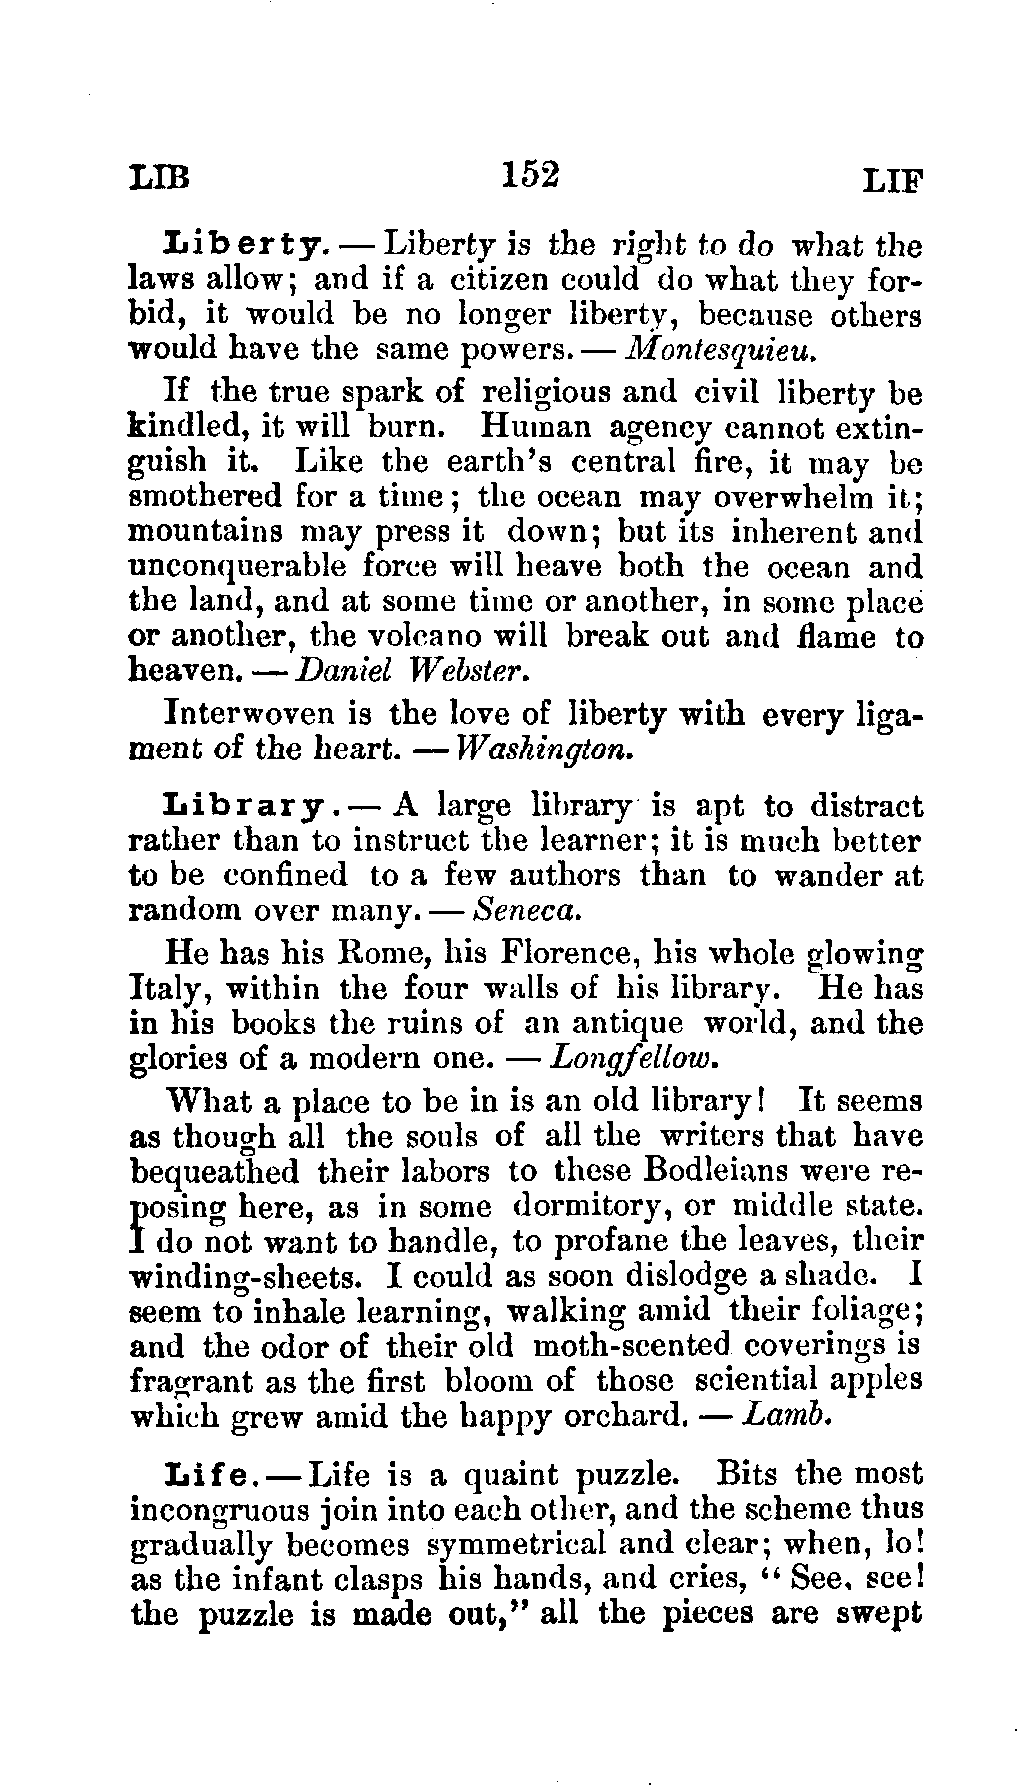 LIB 152 LIF
Liberty. — Liberty is the right to do what the
laws allow; and if a citizen could do what they for-
bid, it would be no longer liberty, because others
would have the same powers. — Montesquieu.
If the true spark of religious and civil liberty be
kindled, it will burn. Human agency cannot extin-
guish it. Like the earth's central fire, it may be
smothered for a time; the ocean may overwhelm it;
mountains may press it down; but its inherent and
unconquerable force will heave both the ocean and
the land, and at some time or another, in some place
or another, the volcano will break out and flame to
heaven. — Daniel Webster.
Interwoven is the love of liberty with every liga-
ment of the heart. — Washington.
Library. — A large library is apt to distract
rather than to instruct the learner; it is much better
to be confined to a few authors than to wander at
random over many. — Seneca.
He has his Rome, his Florence, his whole glowing
Italy, within the four walls of his library. He has
in his books the ruins of an antique world, and the
glories of a modern one. — Longfellow.
What a place to be in is an old library! It seems
as though all the souls of all the writers that have
bequeathed their labors to these Bodleians were re-
posing here, as in some dormitory, or middle state.
I do not want to handle, to profane the leaves, their
winding-sheets. I could as soon dislodge a shade. I
seem to inhale learning, walking amid their foliage;
and the odor of their old moth-scented coverings is
fragrant as the first bloom of those sciential apples
which grew amid the happy orchard. — Lamb.
Life. — Life is a quaint puzzle. Bits the most
incongruous join into each other, and the scheme thus
gradually becomes symmetrical and clear; when, lo!
as the infant clasps his hands, and cries, "See, see!
the puzzle is made out," all the pieces are swept